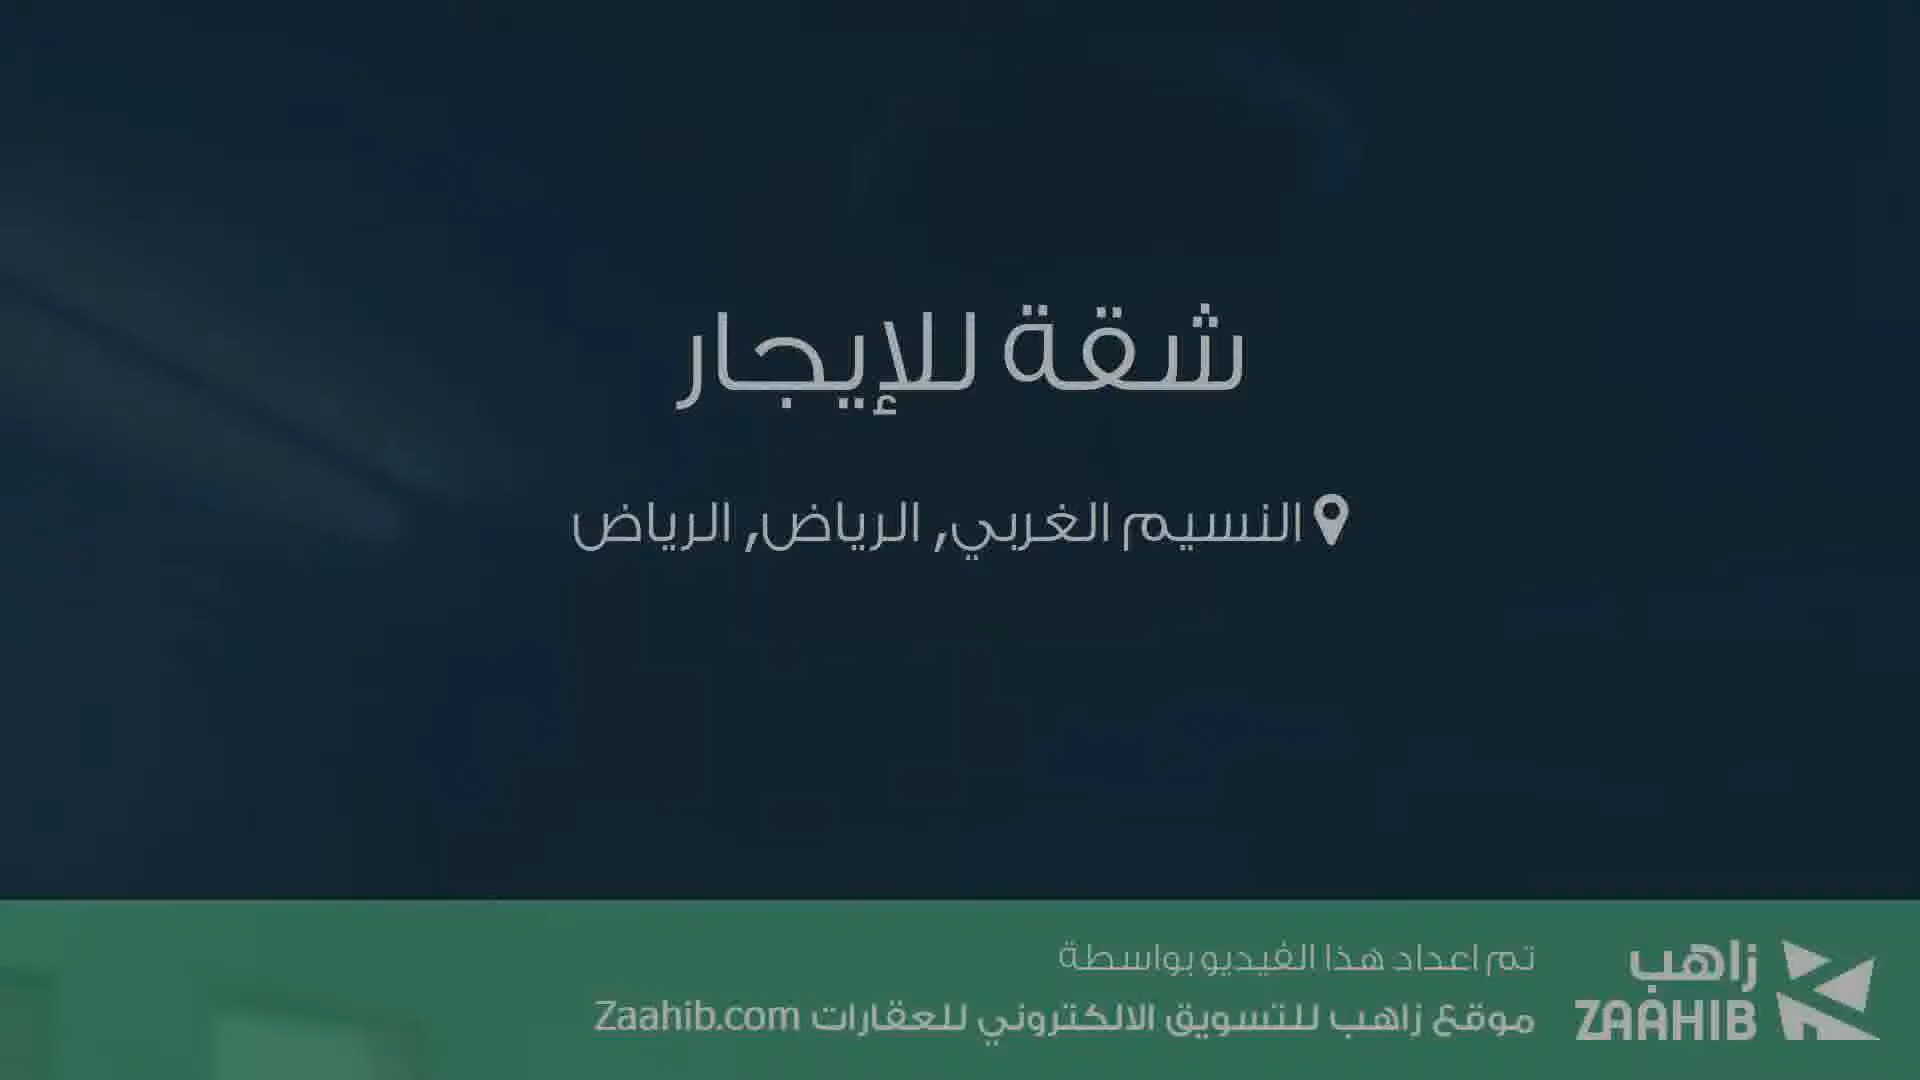 شقة للإيجار
النسيم الغربي, الرياض, الرياض
تم اعداد هذا الفيديو بواسطة
موقع زاهب للتسويق الالكتروني للعقارات Zaahib.com
زاهب
ZAAHIB